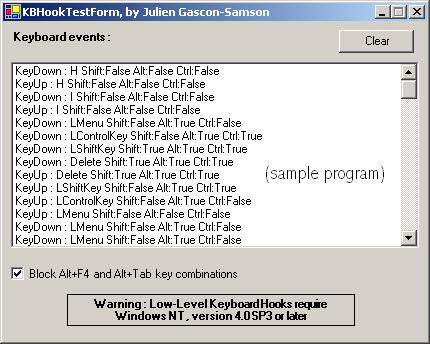 KBHookTestForm, by Julien Gascon-Samson
Keyboard events :
Clear
KeyDown : H Shift:False Alt:False Ctrl:False
KeyUp : H Shift:False Alt:False Ctrl:False
KeyDown : I Shift:False Alt:False Ctrl:False
KeyUp : I Shift:False Alt:False Ctrl:False
KeyDown : LMenu Shift:False Alt:True Ctrl:False
KeyDown : LControlKey Shift:False Alt:True Ctrl:True
KeyDown : LShiftKey Shift:True Alt:True Ctrl:True
KeyDown : Delete Shift:True Alt:True Ctrl:True
KeyUp : Delete Shift:True Alt:True Ctrl:True
KeyUp : LShiftKey Shift:False Alt:True Ctrl:True
KeyUp : LControlKey Shift:False Alt:True Ctrl:False
KeyUp : LMenu Shift:False Alt:False Ctrl:False
KeyDown : LMenu Shift:False Alt:True Ctrl:False
KeyDown : LMenu Shift:False Alt:True Ctrl:False
(sample program)
Block Alt+F4 and Alt+Tab key combinations
Warning : Low-Level Keyboard Hooks require
Windows NT, version 4.0 SP3 or later